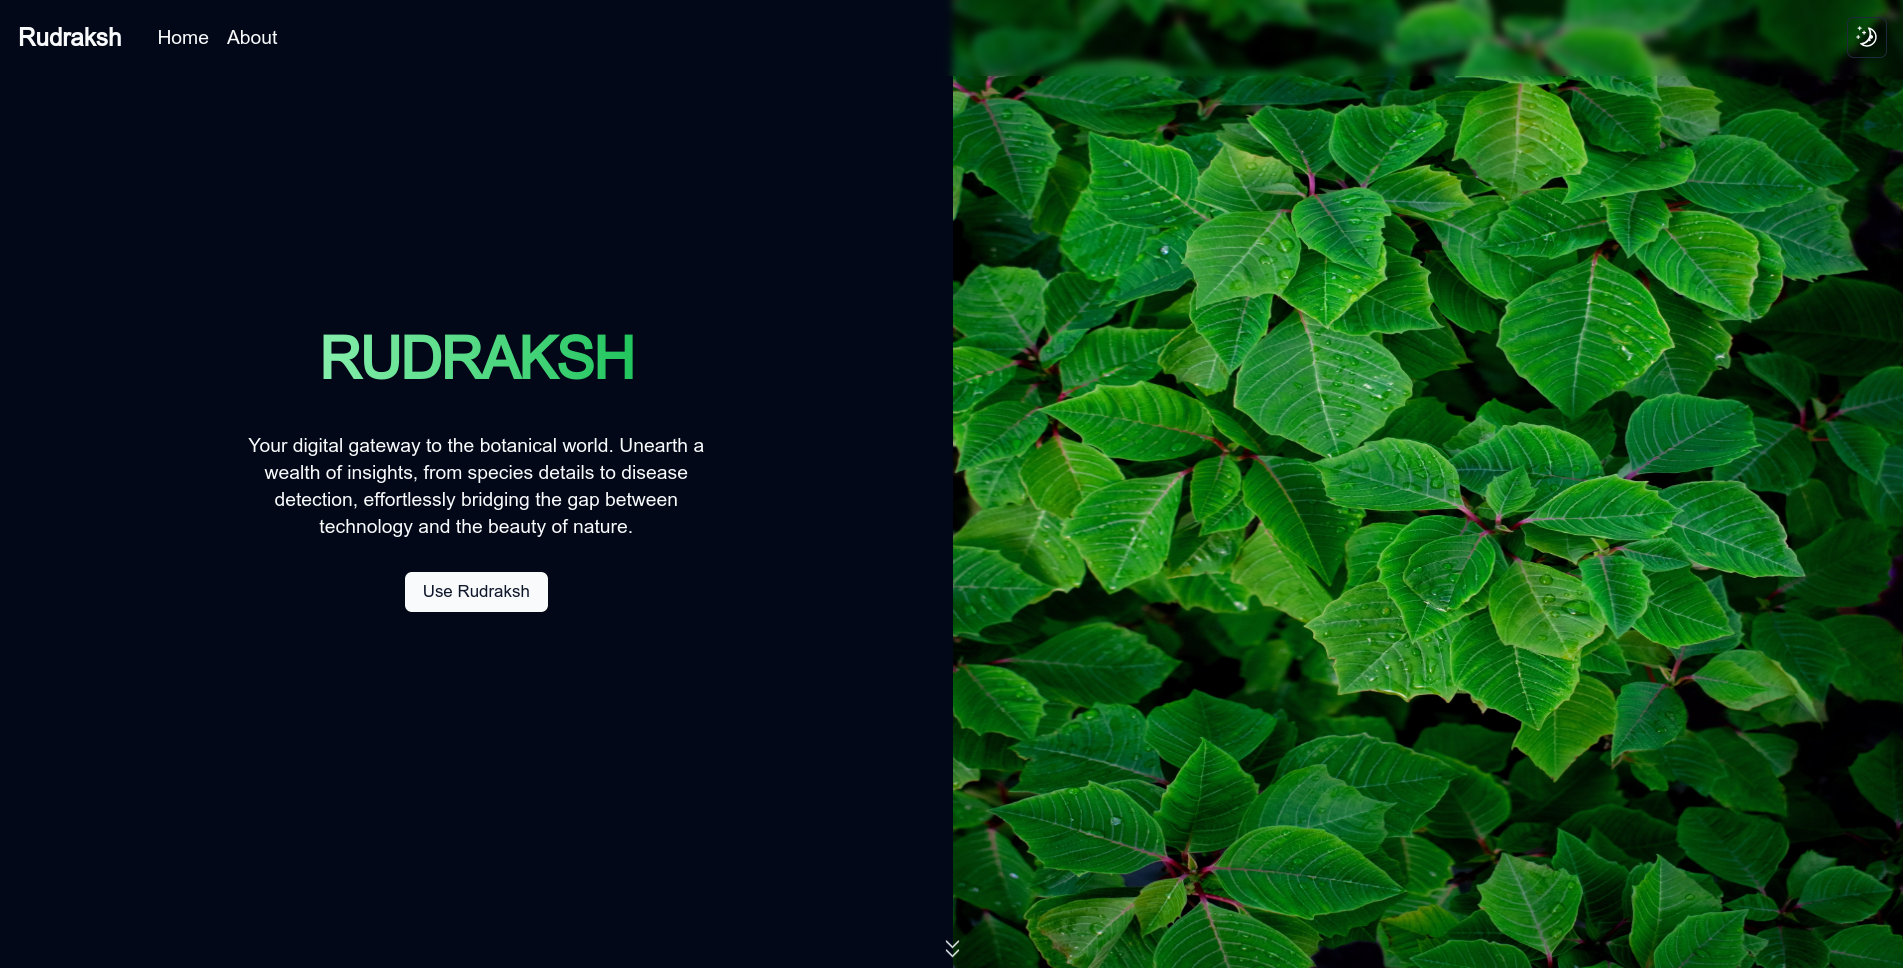 Rudraksh Home About
RUDRAKSH
Your digital gateway to the botanical world. Unearth a
wealth of insights, from species details to disease
detection, effortlessly bridging the gap between
technology and the beauty of nature.
Use Rudraksh